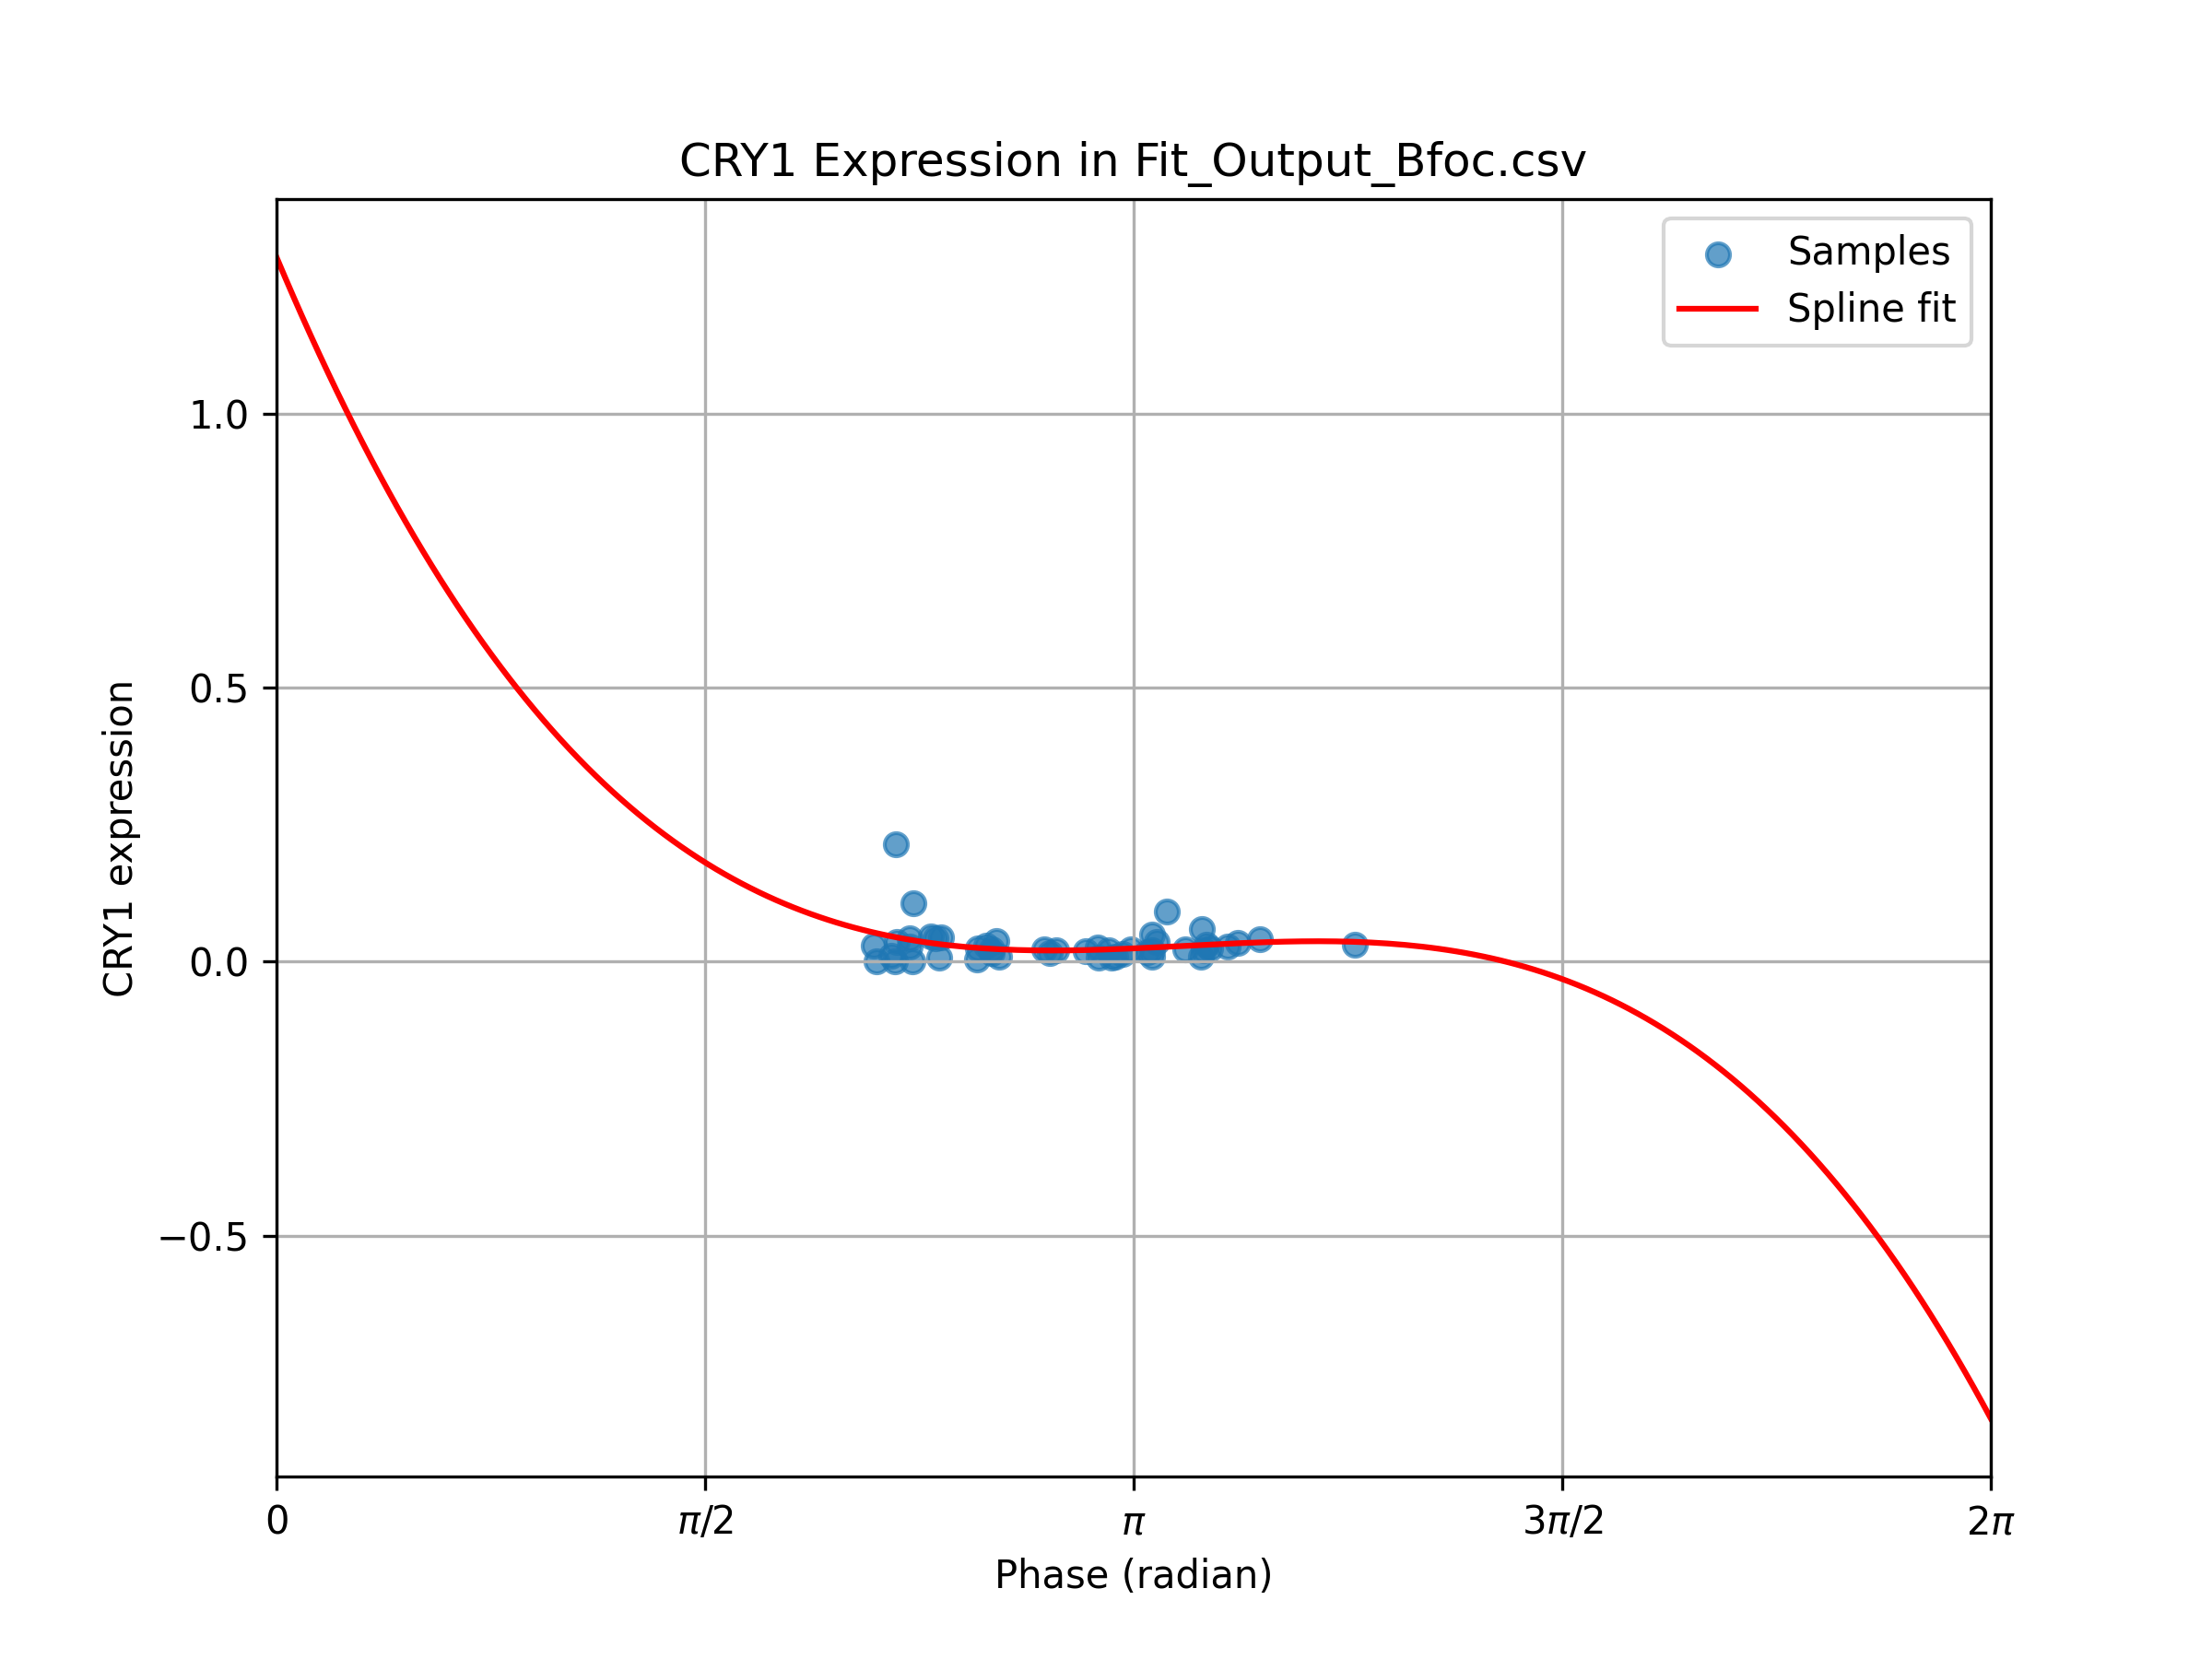 CRY1 Expression in Fit_Output_Bfoc.csv
Samples
Spline fit
1.0
0.5
0.0
−0.5
CRY1 expression
0
π/2
π
3π/2
2π
Phase (radian)